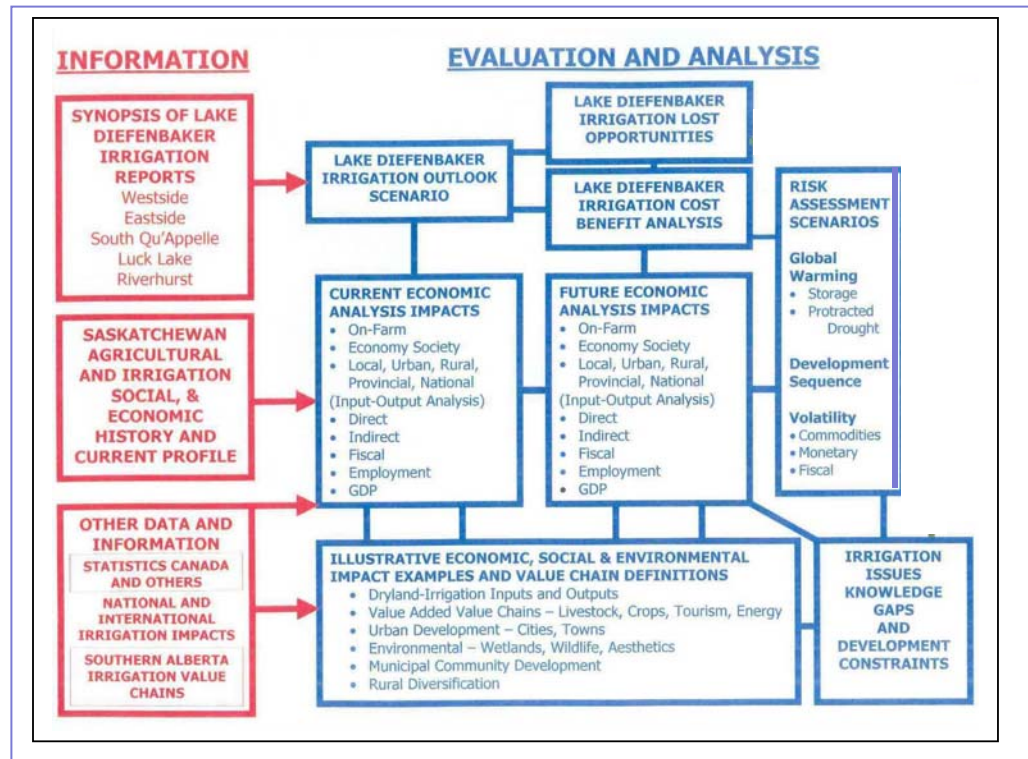 INFORMATION
EVALUATION AND ANALYSIS
SYNOPSIS OF LAKE
DIEFENBAKER
IRRIGATION
REPORTS
Westside
Eastside
South Qu'Appelle
Luck Lake
Riverhurst
SASKATCHEWAN
AGRICULTURAL
AND IRRIGATION
SOCIAL, &
ECONOMIC
HISTORY AND
CURRENT PROFILE
OTHER DATA AND
INFORMATION
STATISTICS CANADA
AND OTHERS
NATIONAL AND
INTERNATIONAL
IRRIGATION IMPACTS
SOUTHERN ALBERTA
IRRIGATION VALUE
CHAINS
LAKE DIEFENBAKER
IRRIGATION OUTLOOK
SCENARIO
LAKE DIEFENBAKER
IRRIGATION LOST
OPPORTUNITIES
LAKE DIEFENBAKER
IRRIGATION COST
BENEFIT ANALYSIS
RISK
ASSESSMENT
SCENARIOS
Global
Warming
• Storage
• Protracted
Drought
Development
Sequence
Volatility
• Commodities
• Monetary
• Fiscal
CURRENT ECONOMIC
ANALYSIS IMPACTS
• On-Farm
• Economy Society
• Local, Urban, Rural,
Provincial, National
(Input-Output Analysis)
• Direct
• Indirect
• Fiscal
• Employment
• GDP
FUTURE ECONOMIC
ANALYSIS IMPACTS
• On-Farm
• Economy Society
• Local, Urban, Rural,
Provincial, National
(Input-Output Analysis)
• Direct
• Indirect
• Fiscal
• Employment
• GDP
ILLUSTRATIVE ECONOMIC, SOCIAL & ENVIRONMENTAL
IMPACT EXAMPLES AND VALUE CHAIN DEFINITIONS
• Dryland-Irrigation Inputs and Outputs
• Value Added Value Chains – Livestock, Crops, Tourism, Energy
• Urban Development – Cities, Towns
• Environmental – Wetlands, Wildlife, Aesthetics
• Municipal Community Development
• Rural Diversification
IRRIGATION
ISSUES
KNOWLEDGE
GAPS
AND
DEVELOPMENT
CONSTRAINTS